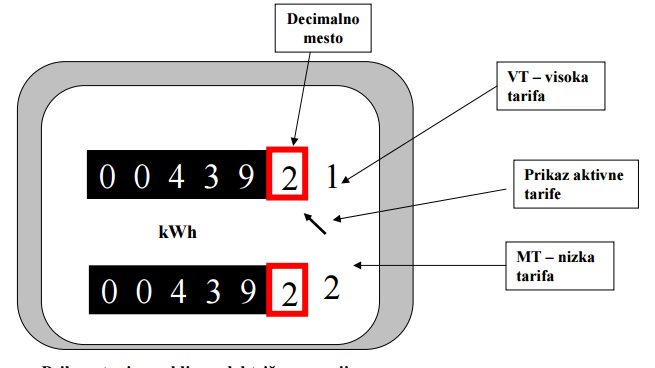 Decimalno
mesto
VT – visoka
tarifa
0 0 4 3 9 2 1
Prikaz aktivne
tarife
kWh
MT – nizka
tarifa
0 0 4 3 9 2 2